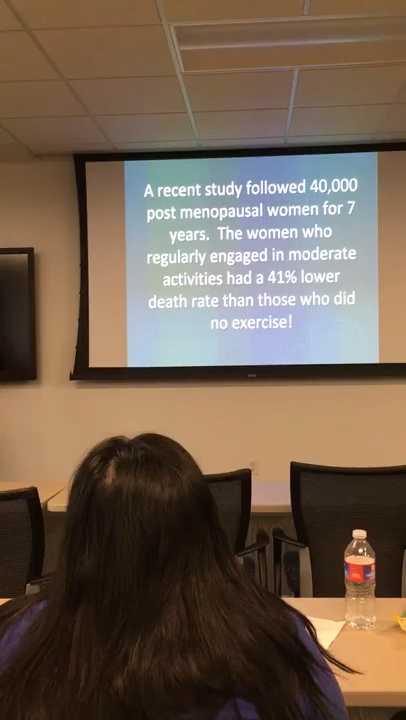 A recent study followed 40,000
post menopausal women for 7
years.  The women who
regularly engaged in moderate
activities had a 41% lower
death rate than those who did
no exercise!